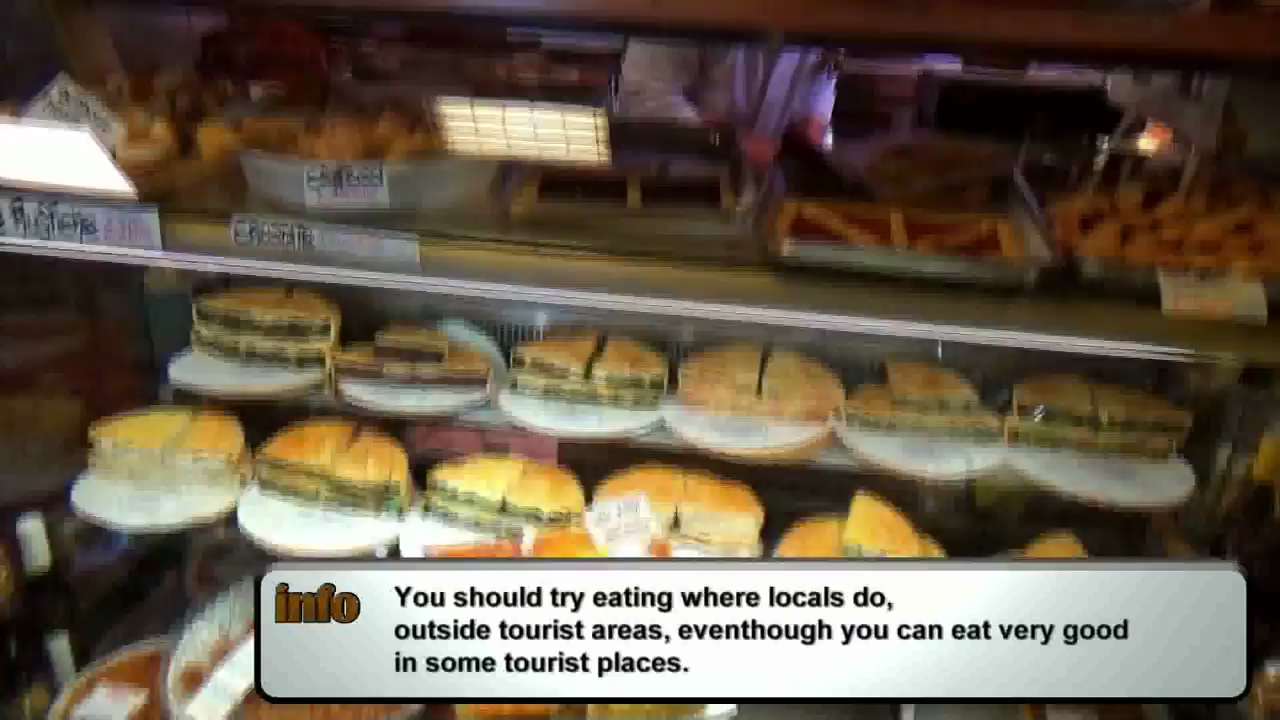 info
You should try eating where locals do,
outside tourist areas, eventhough you can eat very good
in some tourist places.